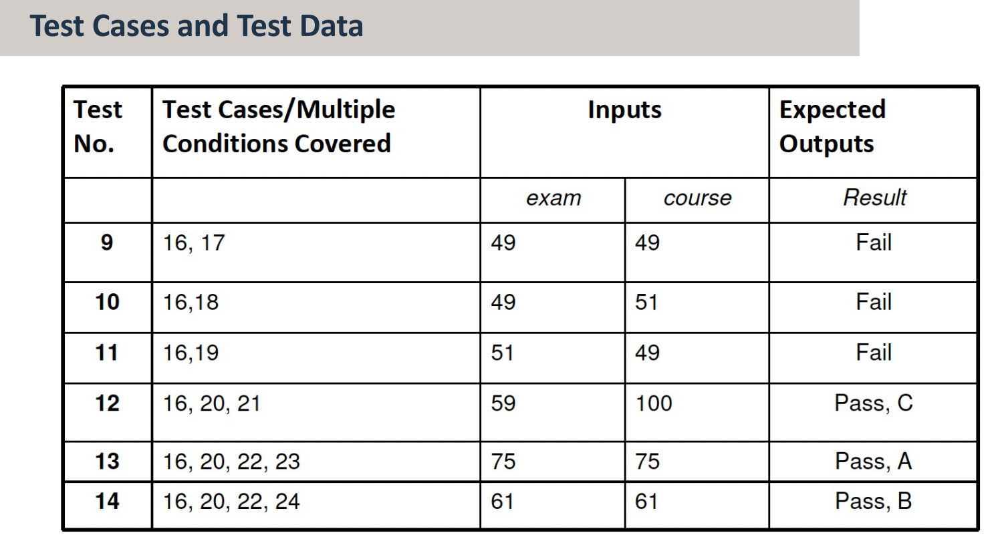 Test Cases and Test Data
Test No. Test Cases/Multiple Conditions Covered Inputs Expected Outputs
exam course Result
9 16, 17 49 49 Fail
10 16,18 49 51 Fail
11 16,19 51 49 Fail
12 16, 20, 21 59 100 Pass, C
13 16, 20, 22, 23 75 75 Pass, A
14 16, 20, 22, 24 61 61 Pass, B